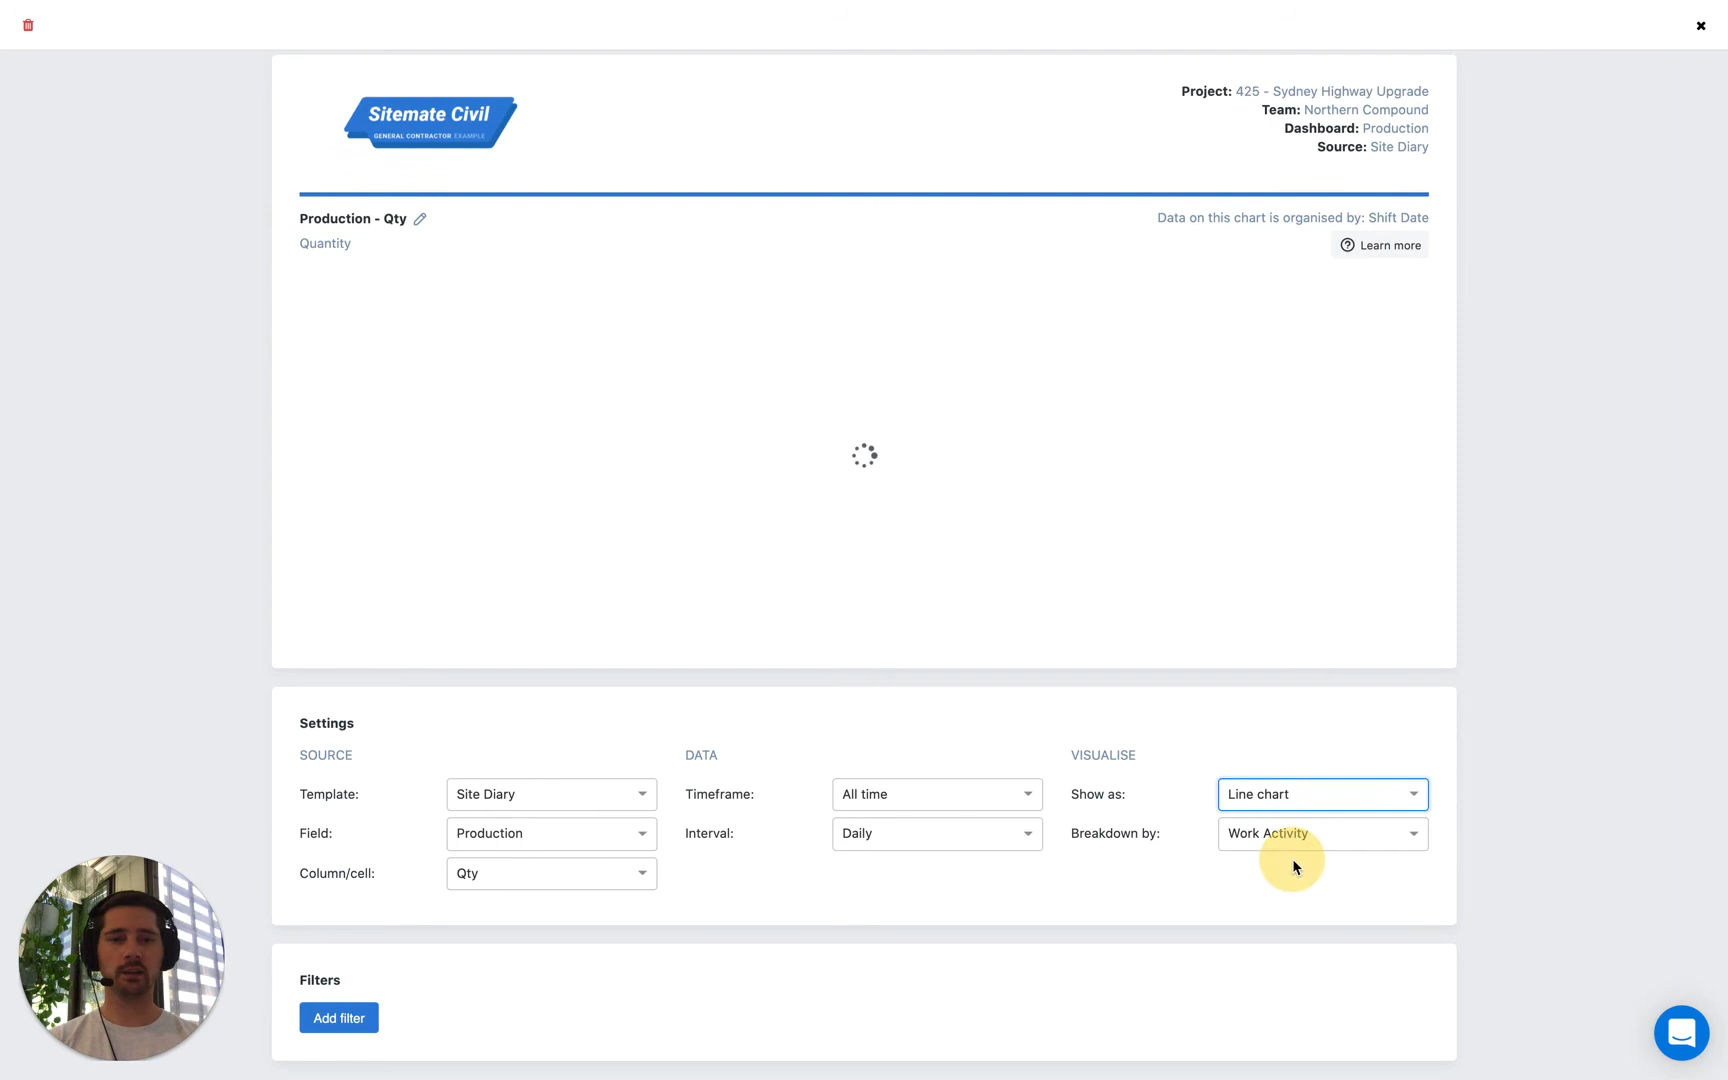 Sitemate Civil
GENERAL CONTRACTOR EXAMPLE
Project: 425 - Sydney Highway Upgrade
Team: Northern Compound
Dashboard: Production
Source: Site Diary
Production - Qty
Data on this chart is organised by: Shift Date
Quantity
Learn more
Settings
SOURCE
DATA
VISUALISE
Template: Site Diary
Timeframe: All time
Show as: Line chart
Field: Production
Interval: Daily
Breakdown by: Work Activity
Column/cell: Qty
Filters
Add filter